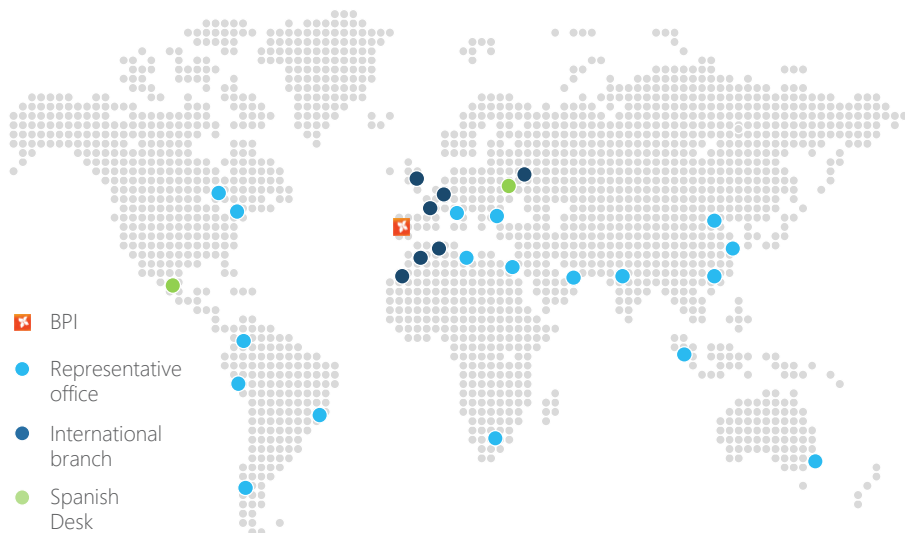 BPI
Representative
office
International
branch
Spanish
Desk